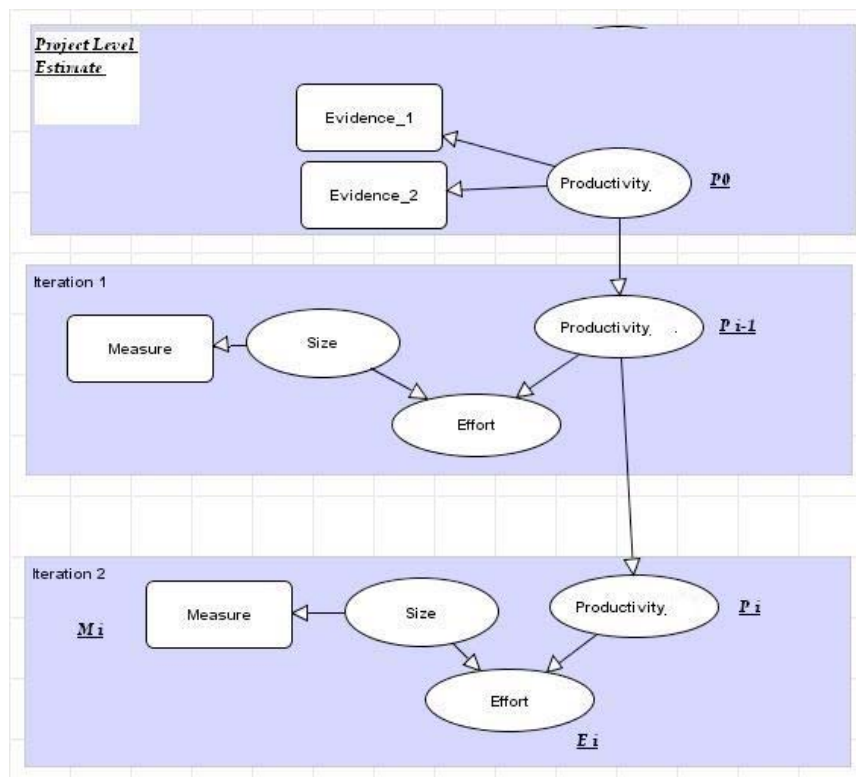 Project Level
Estimate
Evidence_1
Evidence_2
Productivity.
P0
Iteration 1
Measure
Size
Productivity .
P i-1
Effort
Iteration 2
M i
Measure
Size
Productivity.
P i
Effort
E i